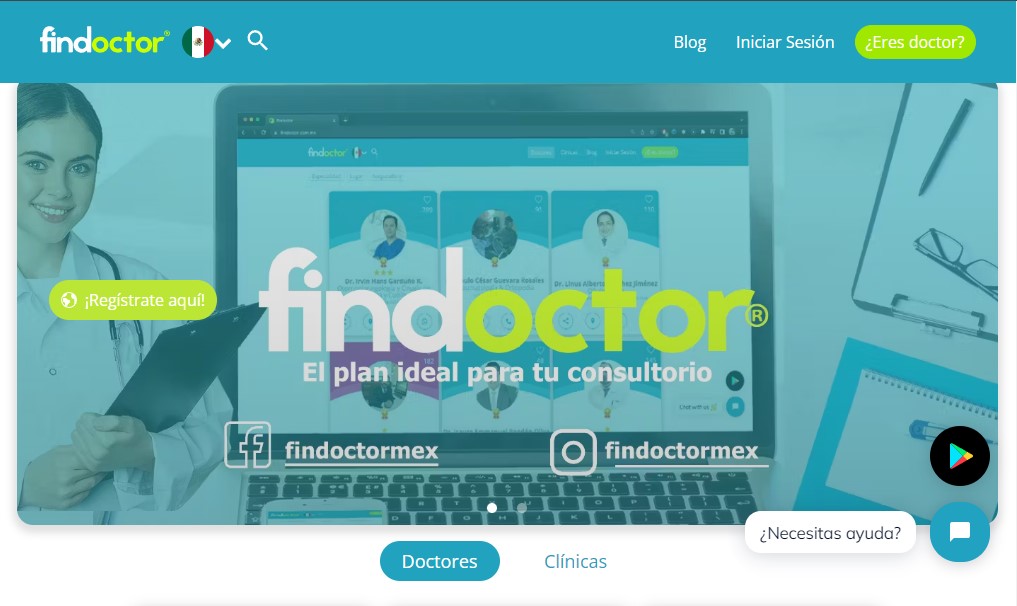 findoctor®
Blog
Iniciar Sesión
¿Eres doctor?
findoctor
¡Regístrate aquí!
findoctor®
El plan ideal para tu consultorio
findoctormex
findoctormex
¿Necesitas ayuda?
Doctores
Clínicas